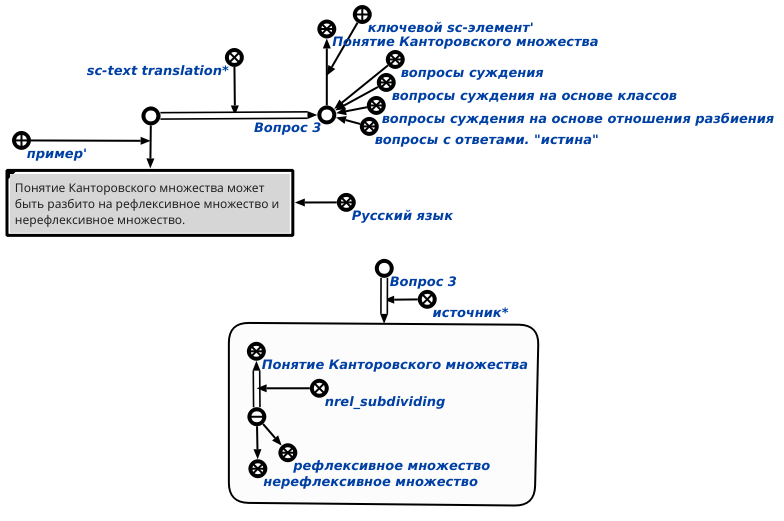 ключевой sc-элемент'
Понятие Канторовского множества
sc-text translation*
вопросы суждения
вопросы суждения на основе классов
вопросы суждения на основе отношения разбиения
Вопрос 3
вопросы с ответами. "истина"
пример'
Понятие Канторовского множества может
быть разбито на рефлексивное множество и
нерефлексивное множество.
Русский язык
Вопрос 3
источник*
Понятие Канторовского множества
nrel_subdividing
рефлексивное множество
нерефлексивное множество